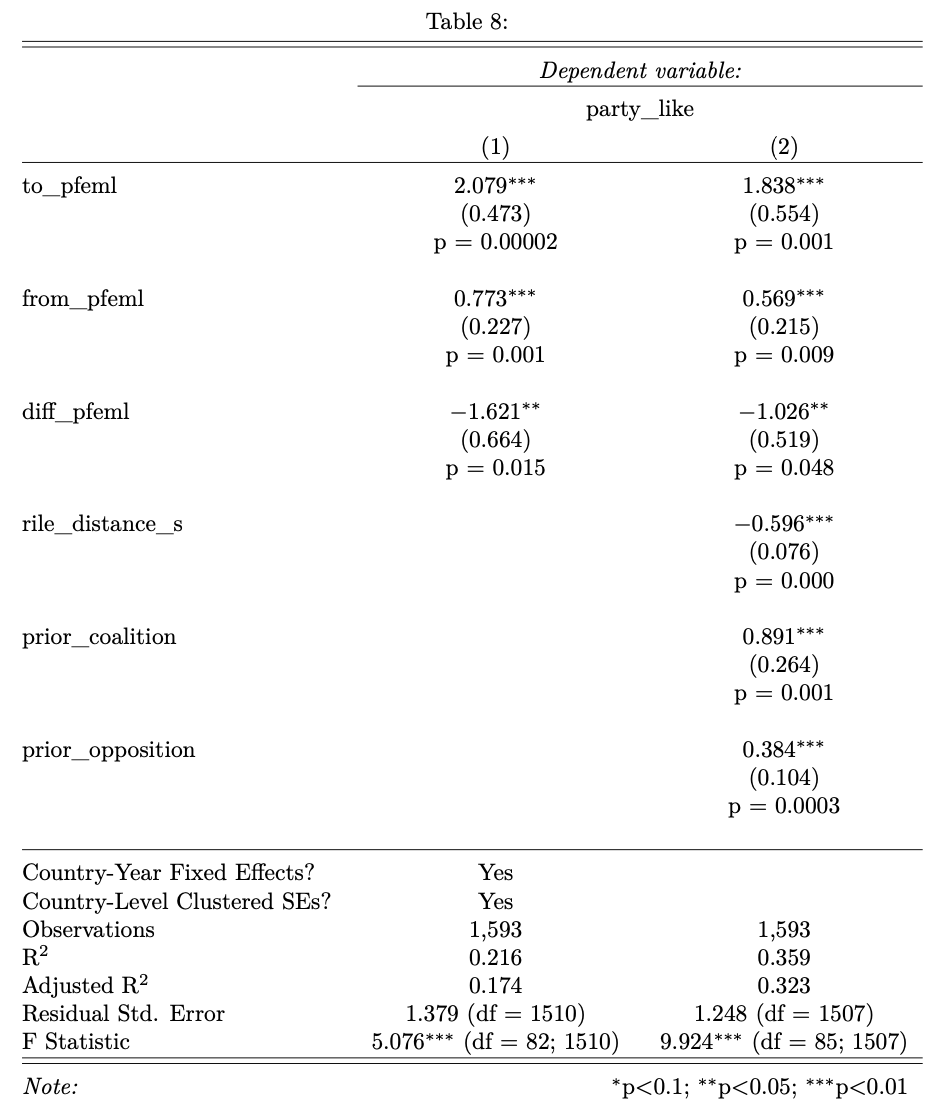 Table 8:
Dependent variable:
party_like
(1) (2)
to_pfeml 2.079*** 1.838***
(0.473) (0.554)
p = 0.00002 p = 0.001
from_pfeml 0.773*** 0.569***
(0.227) (0.215)
p = 0.001 p = 0.009
diff_pfeml −1.621** −1.026**
(0.664) (0.519)
p = 0.015 p = 0.048
rile_distance_s −0.596***
(0.076)
p = 0.000
prior_coalition 0.891***
(0.264)
p = 0.001
prior_opposition 0.384***
(0.104)
p = 0.0003
Country-Year Fixed Effects? Yes
Country-Level Clustered SEs? Yes
Observations 1,593 1,593
R² 0.216 0.359
Adjusted R² 0.174 0.323
Residual Std. Error 1.379 (df = 1510) 1.248 (df = 1507)
F Statistic 5.076*** (df = 82; 1510) 9.924*** (df = 85; 1507)
Note: *p<0.1; **p<0.05; ***p<0.01